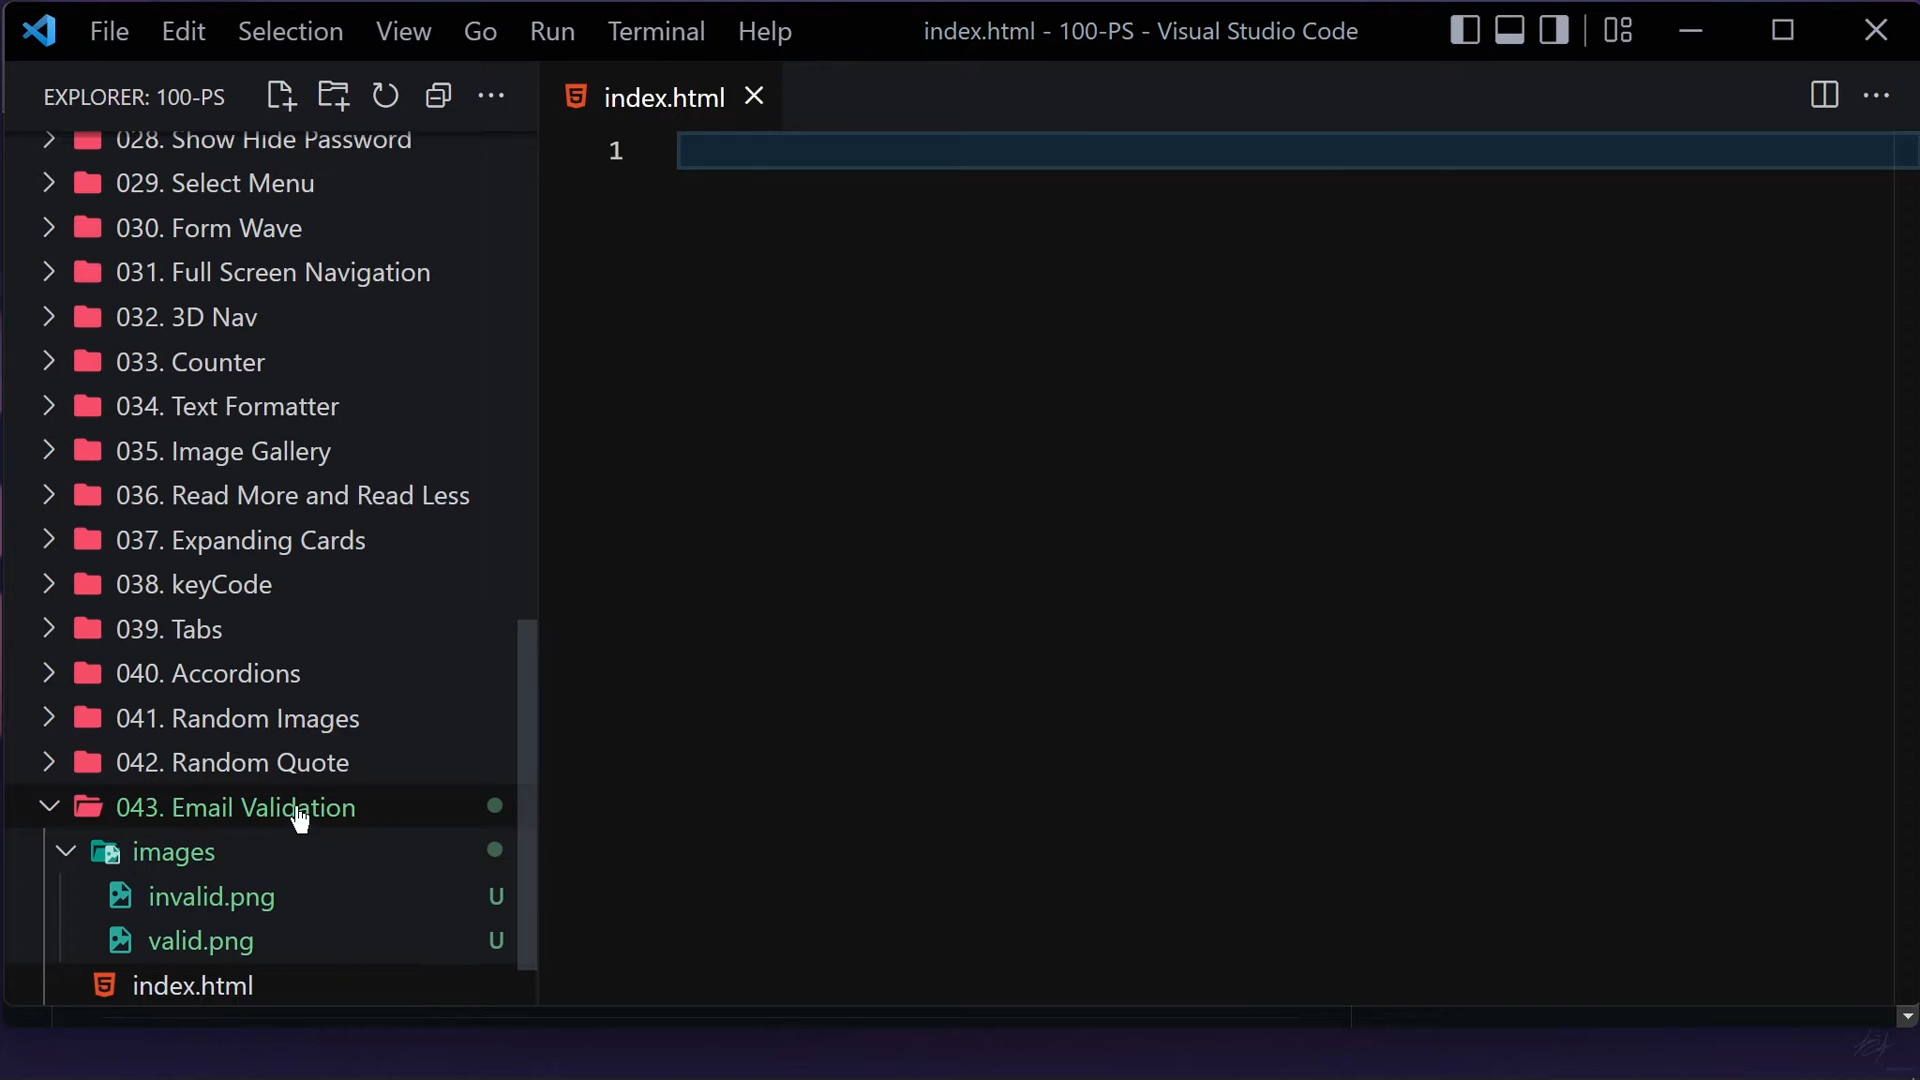 File Edit Selection View Go Run Terminal Help index.html - 100-PS - Visual Studio Code
EXPLORER: 100-PS
index.html
1
028. Show Hide Password
029. Select Menu
030. Form Wave
031. Full Screen Navigation
032. 3D Nav
033. Counter
034. Text Formatter
035. Image Gallery
036. Read More and Read Less
037. Expanding Cards
038. keyCode
039. Tabs
040. Accordions
041. Random Images
042. Random Quote
043. Email Validation
images
invalid.png U
valid.png U
index.html